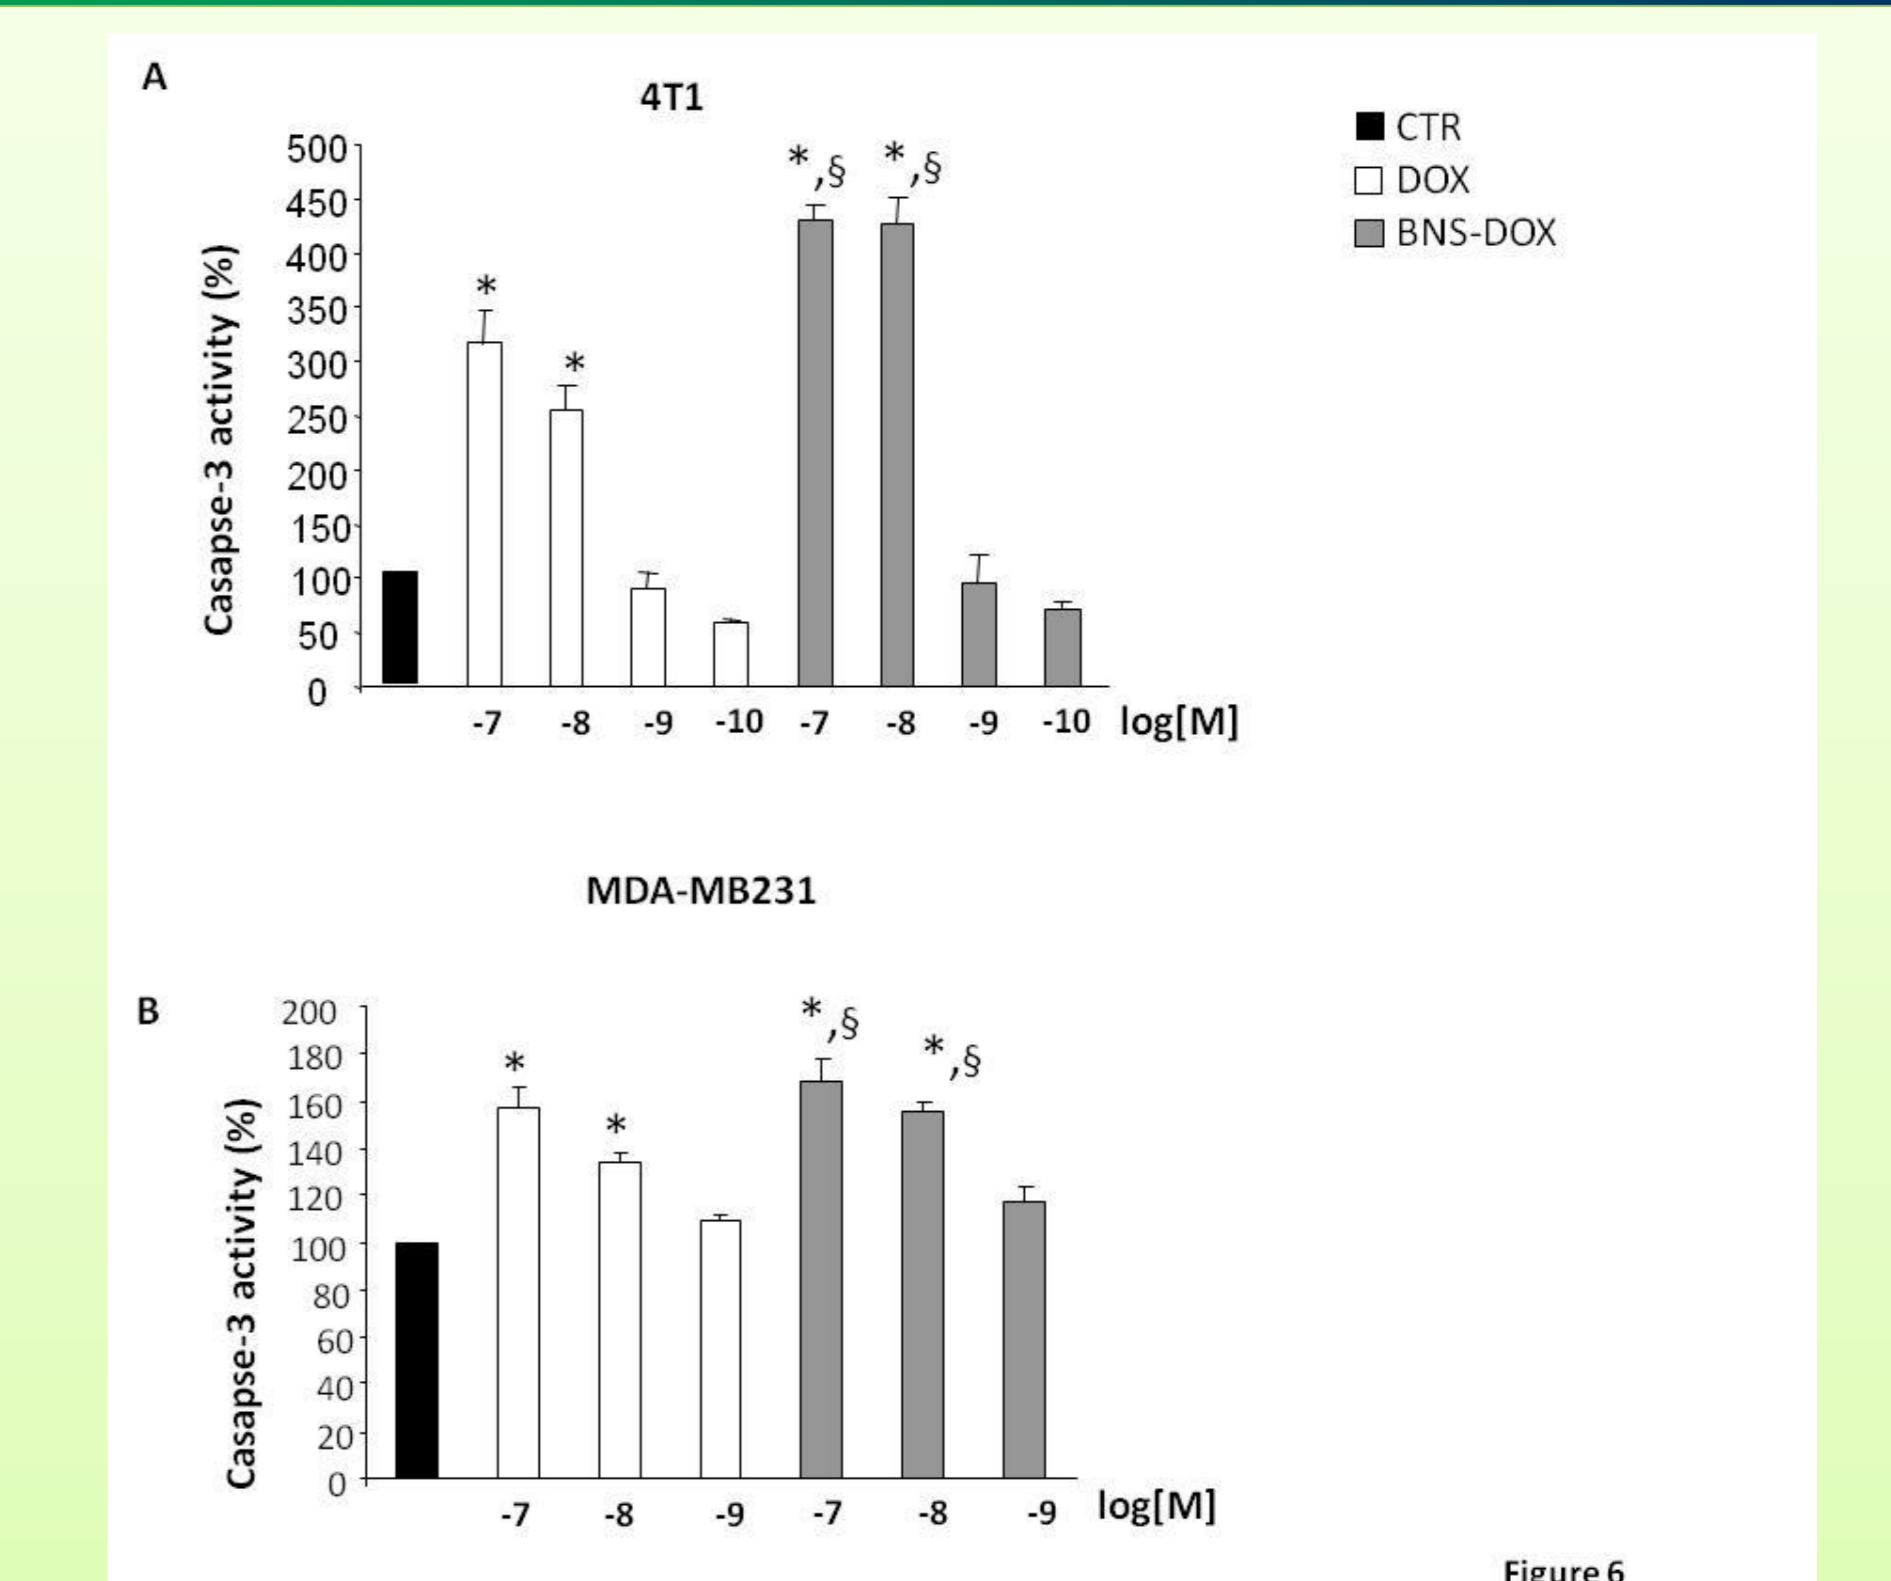 A
4T1
CTR
DOX
BNS-DOX
Casapse-3 activity (%)
500
450
400
350
300
250
200
150
100
50
0
*
*
*,§
*,§
-7 -8 -9 -10 -7 -8 -9 -10 log[M]
MDA-MB231
B
Casapse-3 activity (%)
200
180
160
140
120
100
80
60
40
20
0
*
*
*,§
*,§
-7 -8 -9 -7 -8 -9 log[M]
Figure 6